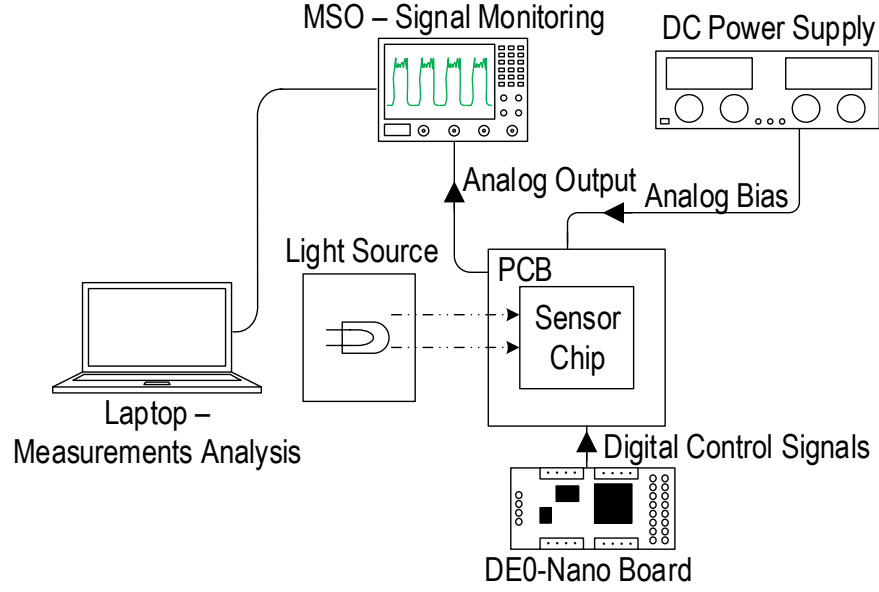 MSO – Signal Monitoring
DC Power Supply
Analog Output
Analog Bias
Light Source
PCB
Sensor
Chip
Laptop –
Measurements Analysis
Digital Control Signals
DE0-Nano Board